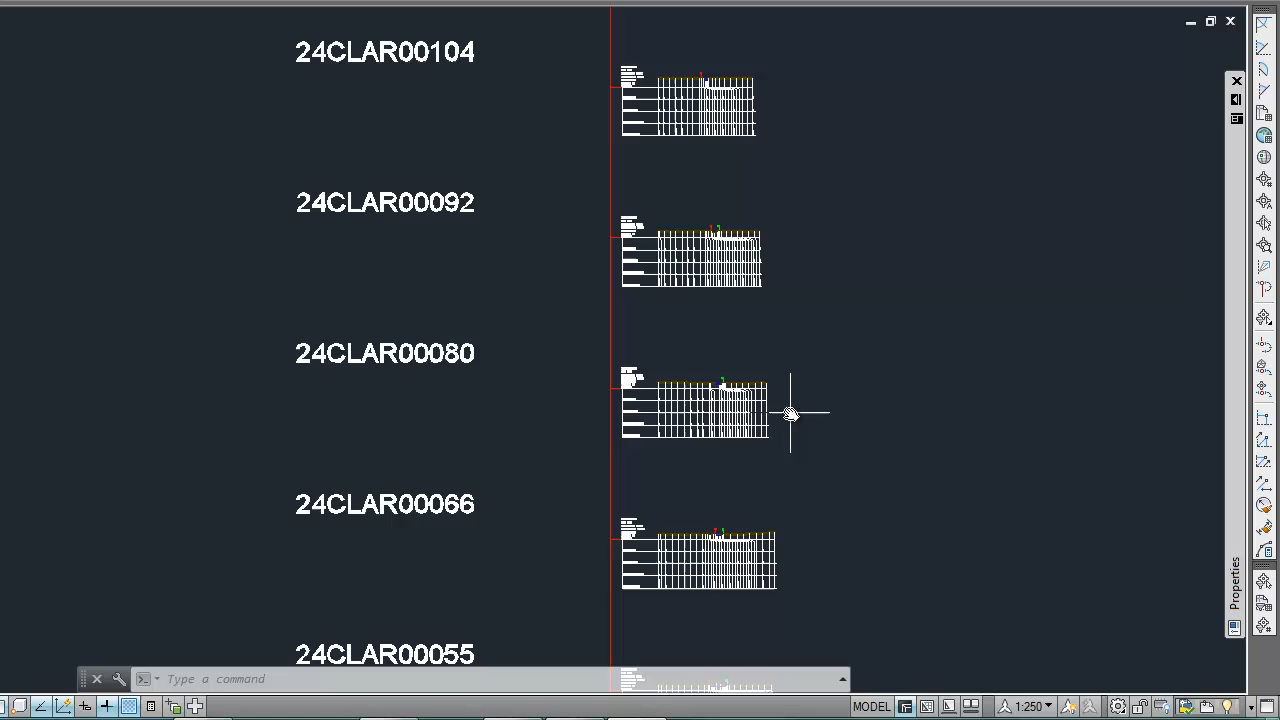 24CLAR00104
24CLAR00092
24CLAR00080
24CLAR00066
24CLAR00055
Properties
Type a command
MODEL
1:250